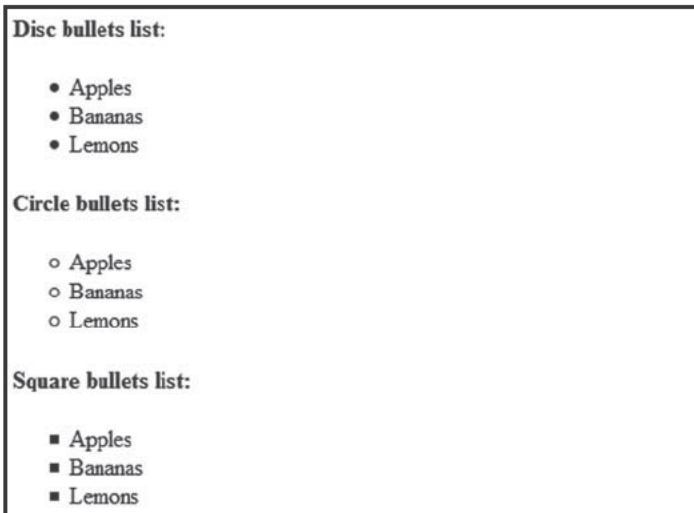 Disc bullets list:
• Apples
• Bananas
• Lemons
Circle bullets list:
○ Apples
○ Bananas
○ Lemons
Square bullets list:
■ Apples
■ Bananas
■ Lemons